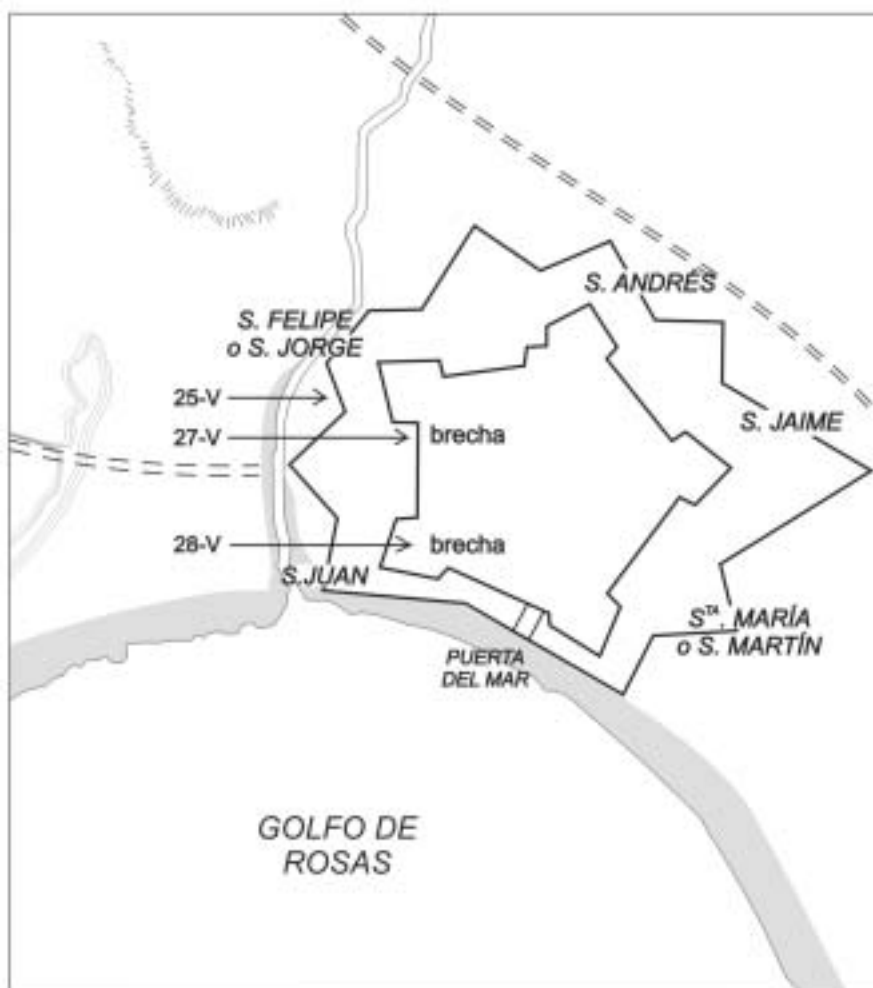 S. ANDRÉS
S. FELIPE
o S. JORGE
25-V
S. JAIME
27-V brecha
28-V brecha
S.JUAN
STA. MARÍA
o S. MARTÍN
PUERTA
DEL MAR
GOLFO DE
ROSAS